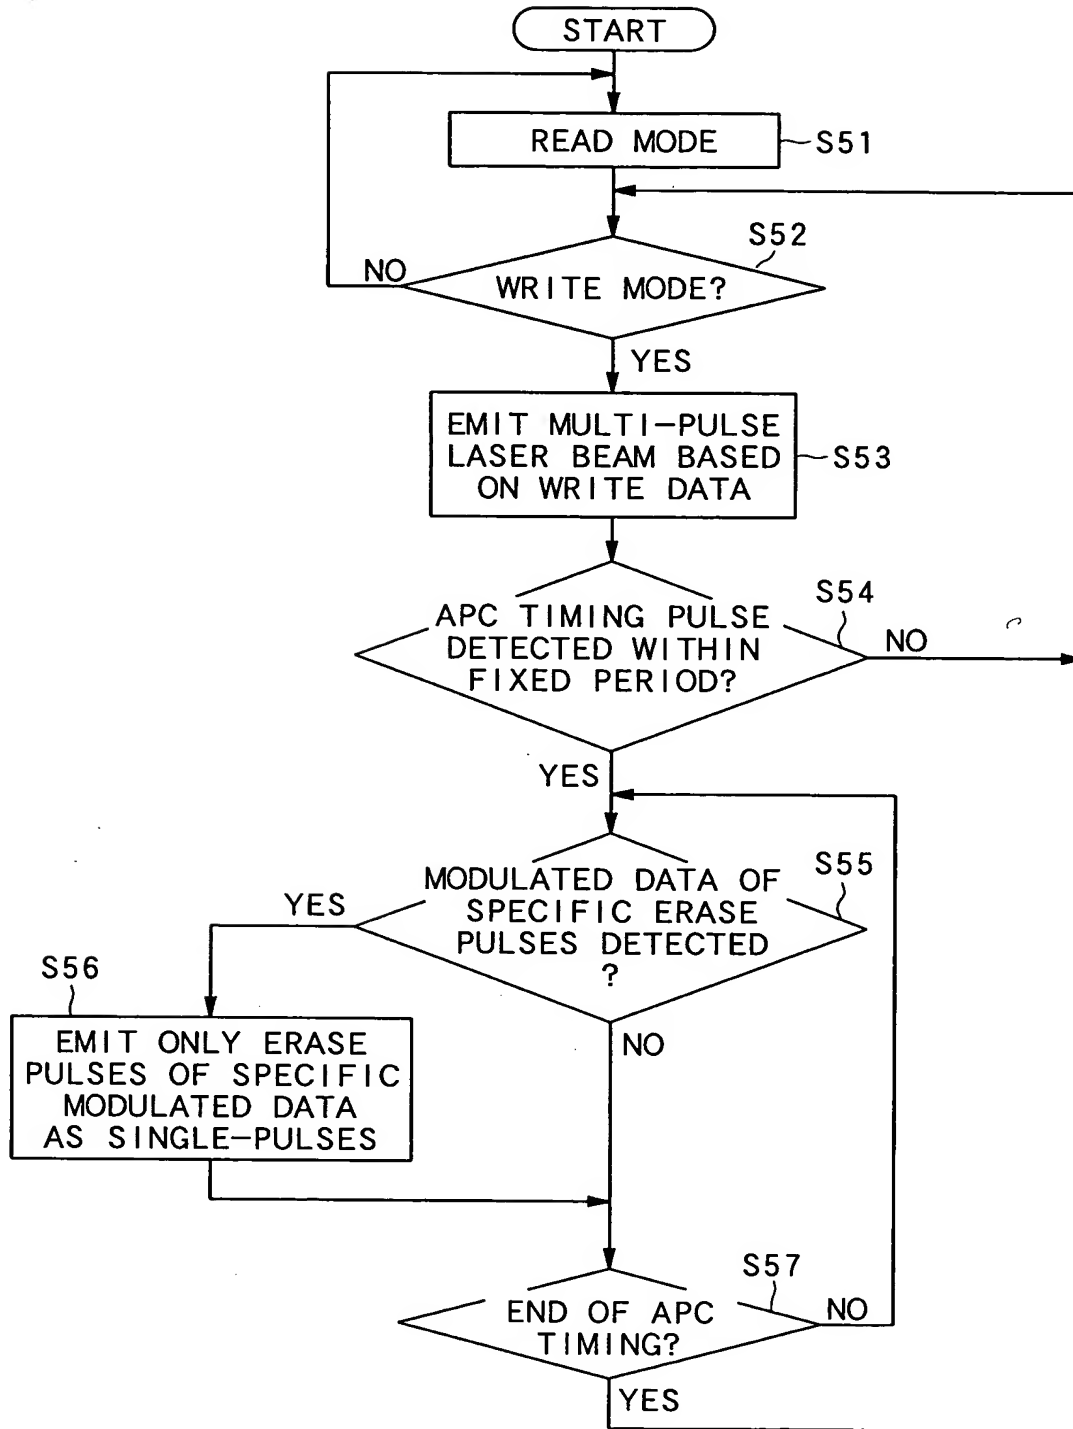 START
READ MODE
S51
S52
NO
WRITE MODE?
YES
EMIT MULTI-PULSE
LASER BEAM BASED
ON WRITE DATA
S53
S54
APC TIMING PULSE
DETECTED WITHIN
FIXED PERIOD?
NO
YES
S55
MODULATED DATA OF
SPECIFIC ERASE
PULSES DETECTED
?
YES
S56
EMIT ONLY ERASE
PULSES OF SPECIFIC
MODULATED DATA
AS SINGLE-PULSES
NO
S57
END OF APC
TIMING?
NO
YES